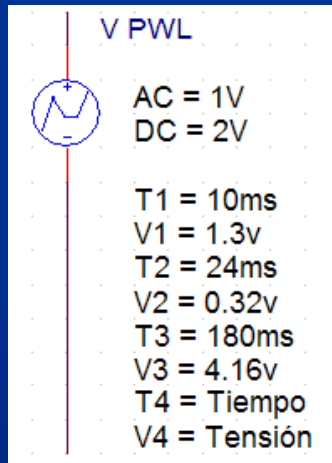 V PWL
+
AC = 1V
DC = 2V
-
T1 = 10ms
V1 = 1.3v
T2 = 24ms
V2 = 0.32v
T3 = 180ms
V3 = 4.16v
T4 = Tiempo
V4 = Tensión